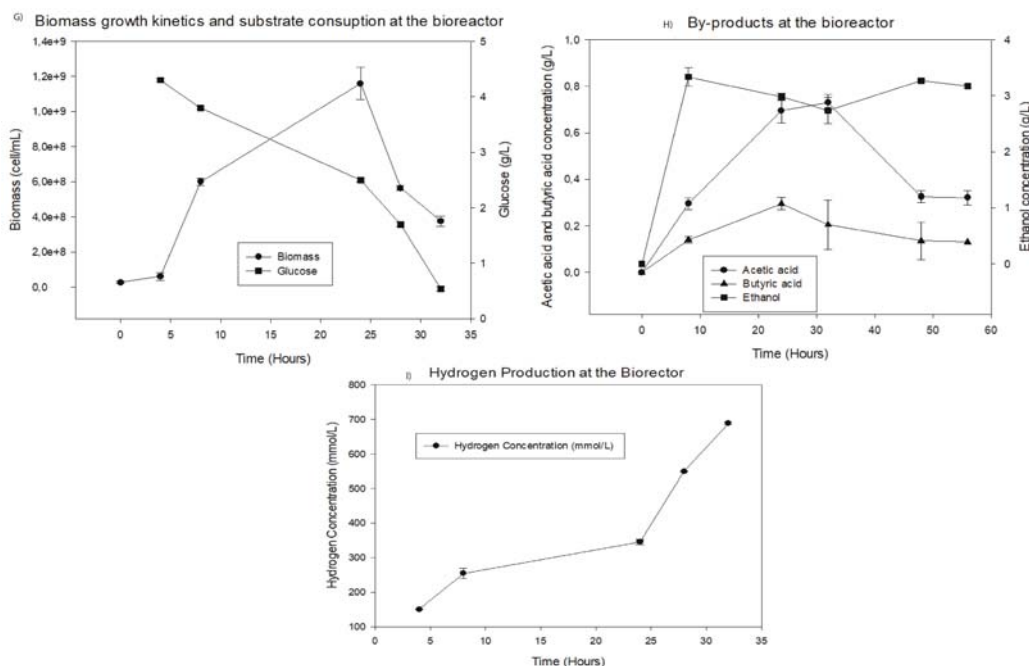 G) Biomass growth kinetics and substrate consuption at the bioreactor
1,4e+9
1,2e+9
1,0e+9
8,0e+8
6,0e+8
4,0e+8
2,0e+8
0,0
Biomass (cell/mL)
5
4
3
2
1
0
Glucose (g/L)
Biomass
Glucose
0 5 10 15 20 25 30 35
Time (Hours)
H) By-products at the bioreactor
1,0
0,8
0,6
0,4
0,2
0,0
Acetic acid and butyric acid concentration (g/L)
4
3
2
1
0
Ethanol concentration (g/L)
Acetic acid
Butyric acid
Ethanol
0 10 20 30 40 50 60
Time (Hours)
I) Hydrogen Production at the Biorector
800
700
600
500
400
300
200
100
Hydrogen Concentration (mmol/L)
Hydrogen Concentration (mmol/L)
0 5 10 15 20 25 30 35
Time (Hours)